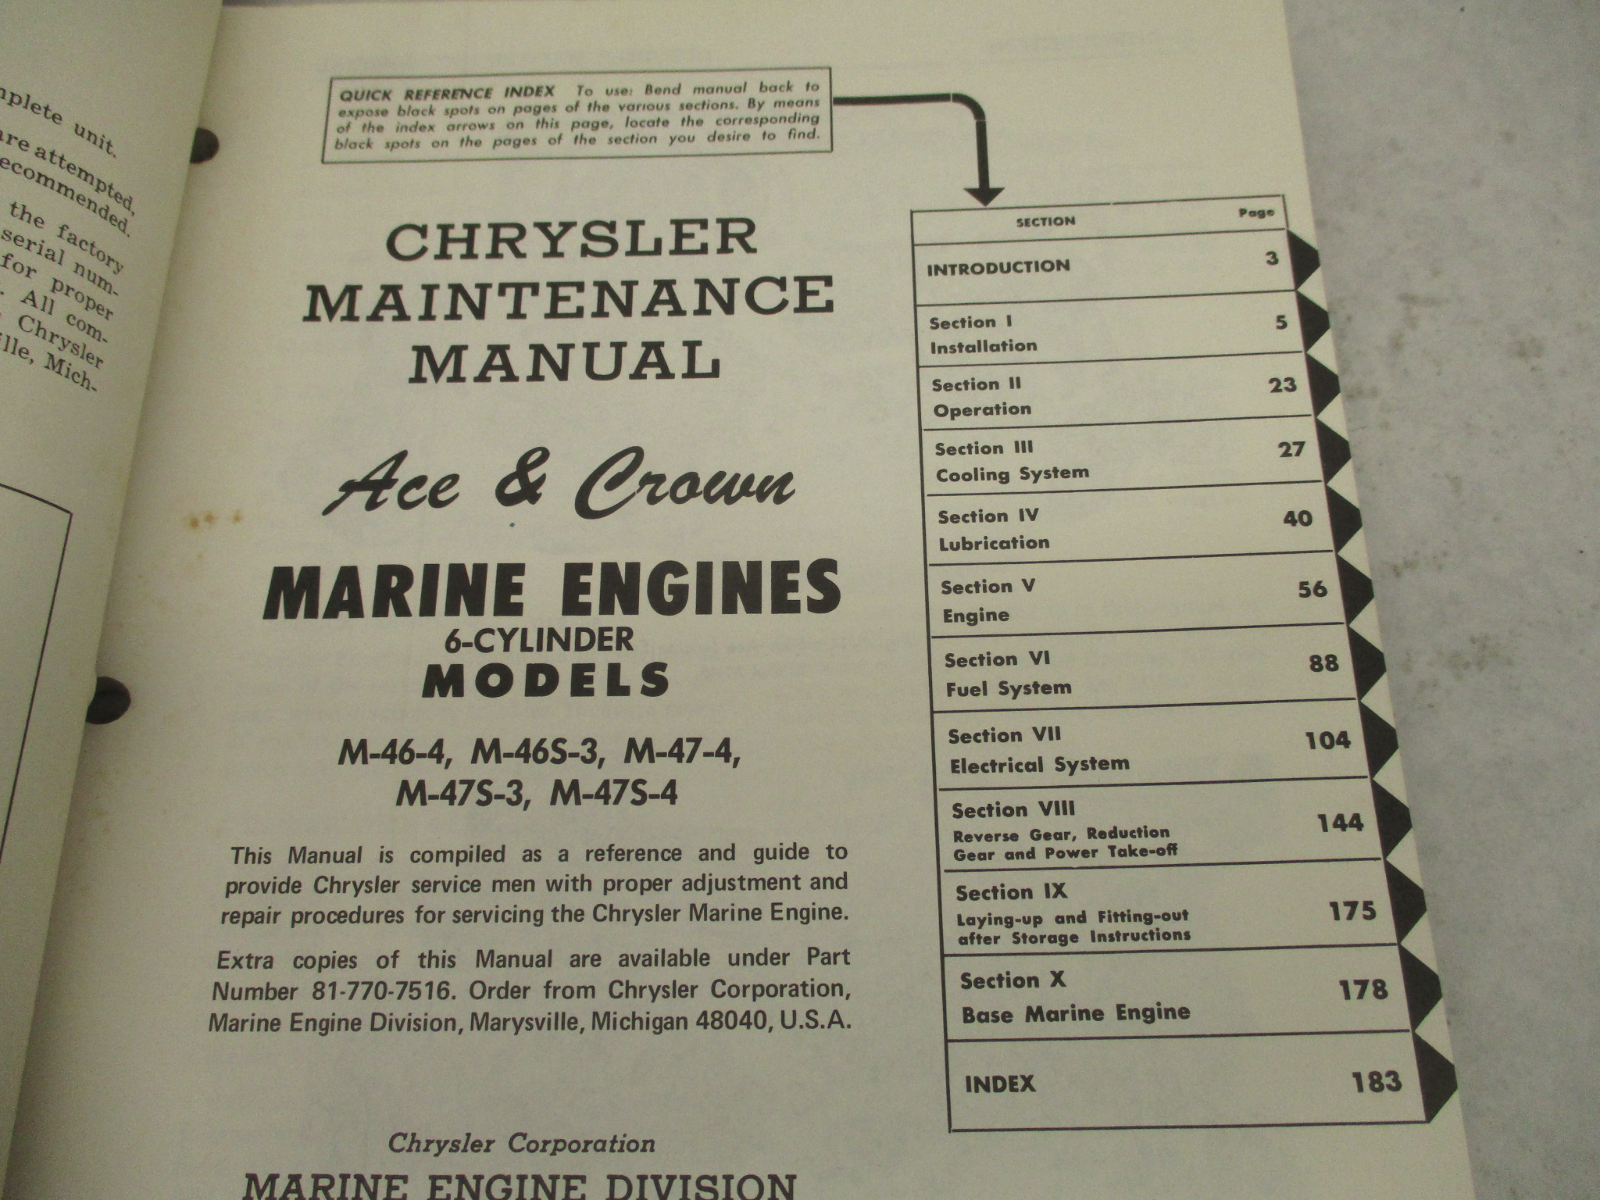 mplete unit.
are attempted,
ecommended.
the factory
serial num-
for proper
. All com-
Chrysler
ille, Mich-
QUICK REFERENCE INDEX To use: Bend manual back to
expose black spots on pages of the various sections. By means
of the index arrows on this page, locate the corresponding
black spots on the pages of the section you desire to find.
CHRYSLER
MAINTENANCE
MANUAL
Ace & Crown
MARINE ENGINES
6-CYLINDER
MODELS
M-46-4, M-46S-3, M-47-4,
M-47S-3, M-47S-4
This Manual is compiled as a reference and guide to
provide Chrysler service men with proper adjustment and
repair procedures for servicing the Chrysler Marine Engine.
Extra copies of this Manual are available under Part
Number 81-770-7516. Order from Chrysler Corporation,
Marine Engine Division, Marysville, Michigan 48040, U.S.A.
Chrysler Corporation
MARINE ENGINE DIVISION
SECTION Page
INTRODUCTION 3
Section I 5
Installation
Section II 23
Operation
Section III 27
Cooling System
Section IV 40
Lubrication
Section V 56
Engine
Section VI 88
Fuel System
Section VII 104
Electrical System
Section VIII 144
Reverse Gear, Reduction
Gear and Power Take-off
Section IX 175
Laying-up and Fitting-out
after Storage Instructions
Section X 178
Base Marine Engine
INDEX 183